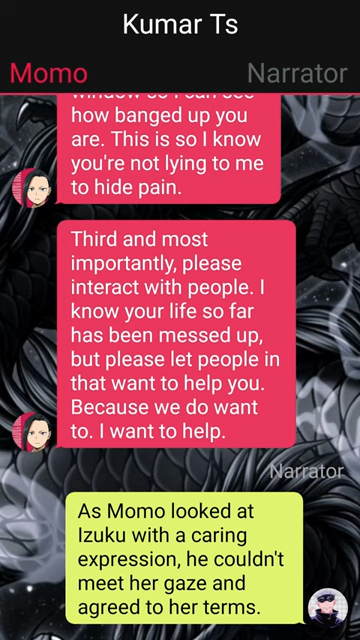 Kumar Ts
Momo
Narrator
window so I can see
how banged up you
are. This is so I know
you're not lying to me
to hide pain.
Third and most
importantly, please
interact with people. I
know your life so far
has been messed up,
but please let people in
that want to help you.
Because we do want
to. I want to help.
Narrator
As Momo looked at
Izuku with a caring
expression, he couldn't
meet her gaze and
agreed to her terms.